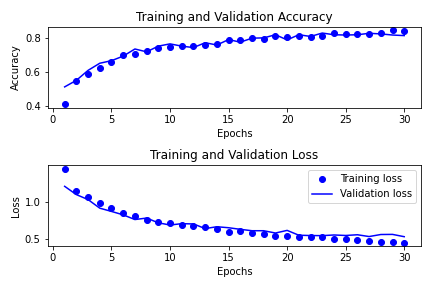 Training and Validation Accuracy
0.8
0.6
0.4
Accuracy
0 5 10 15 20 25 30
Epochs
Training and Validation Loss
Training loss
Validation loss
1.0
0.5
Loss
0 5 10 15 20 25 30
Epochs